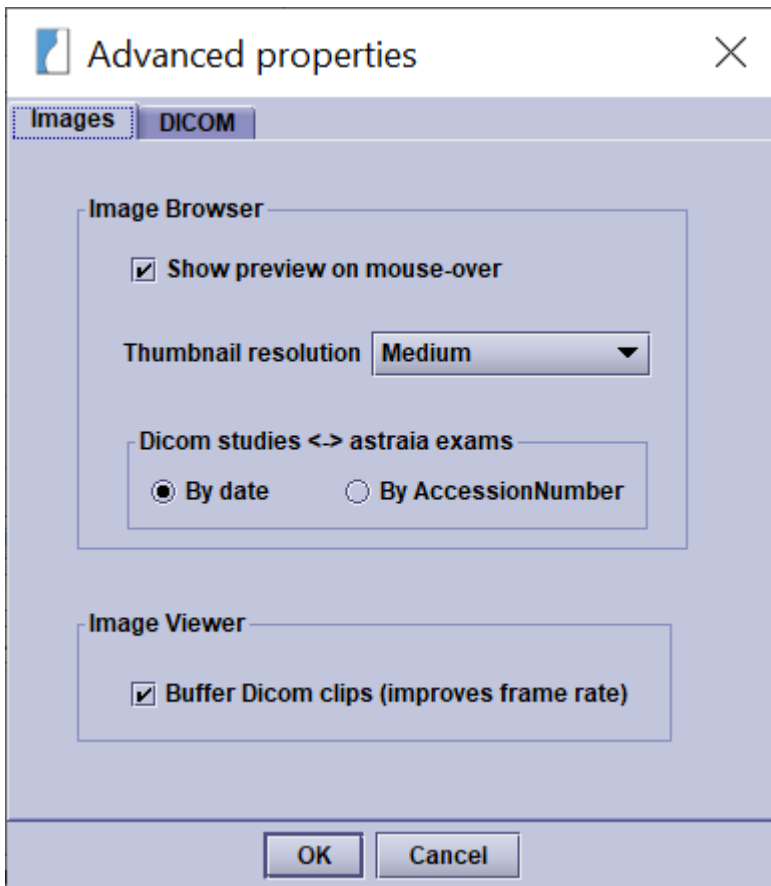 Advanced properties
Images DICOM
Image Browser
Show preview on mouse-over
Thumbnail resolution Medium
Dicom studies <-> astraia exams
By date By AccessionNumber
Image Viewer
Buffer Dicom clips (improves frame rate)
OK Cancel